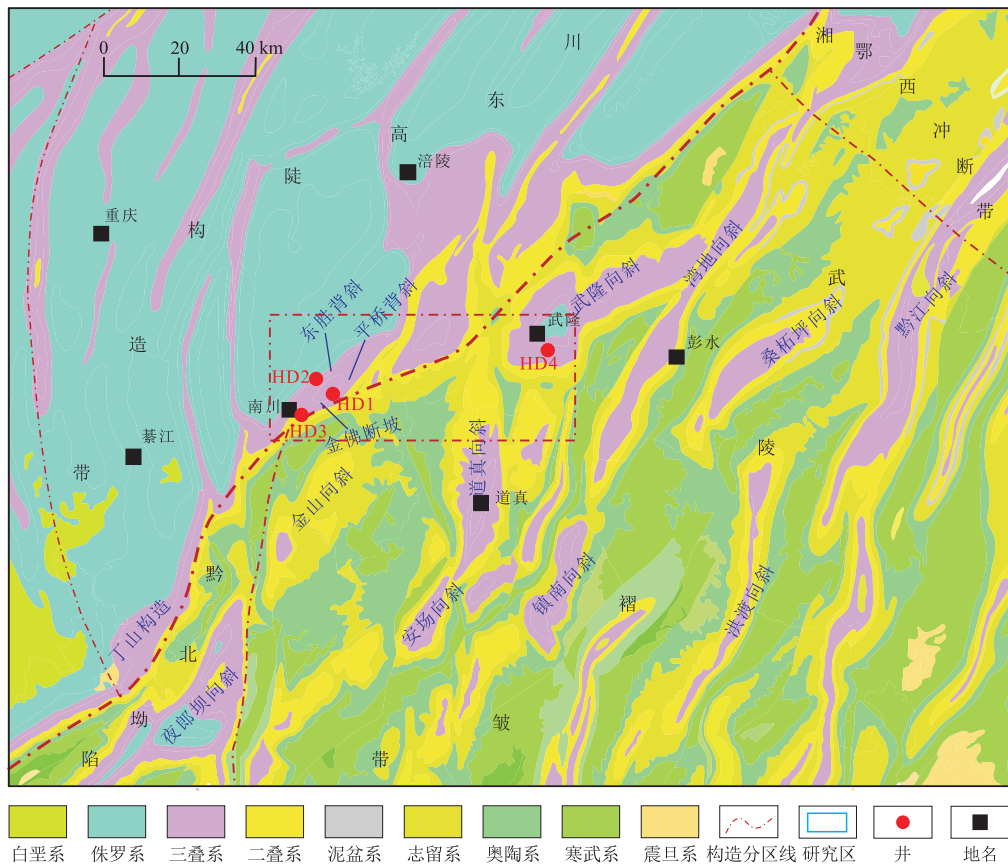 0 20 40 km
川
东
高
陡
构
造
带
湘
鄂
西
冲
断
带
涪陵
重庆
武
陵
褶
皱
带
东胜背斜
平桥背斜
武隆向斜
湾地向斜
桑柘坪向斜
黔江向斜
武隆
彭水
HD4
HD2
HD1
南川
HD3
金佛断坡
綦江
金山向斜
道真向斜
道真
黔
北
坳
陷
丁山构造
夜郎坝向斜
安场向斜
镇南向斜
洪渡向斜
白垩系 侏罗系 三叠系 二叠系 泥盆系 志留系 奥陶系 寒武系 震旦系 构造分区线 研究区 井 地名